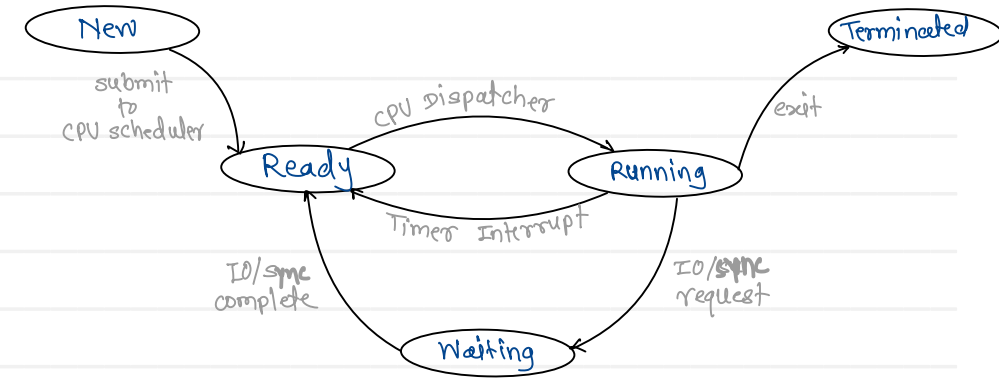 New
Terminated
submit
to
CPU scheduler
CPU Dispatcher
exit
Ready
Running
Timer Interrupt
IO/sync
complete
IO/sync
request
Waiting